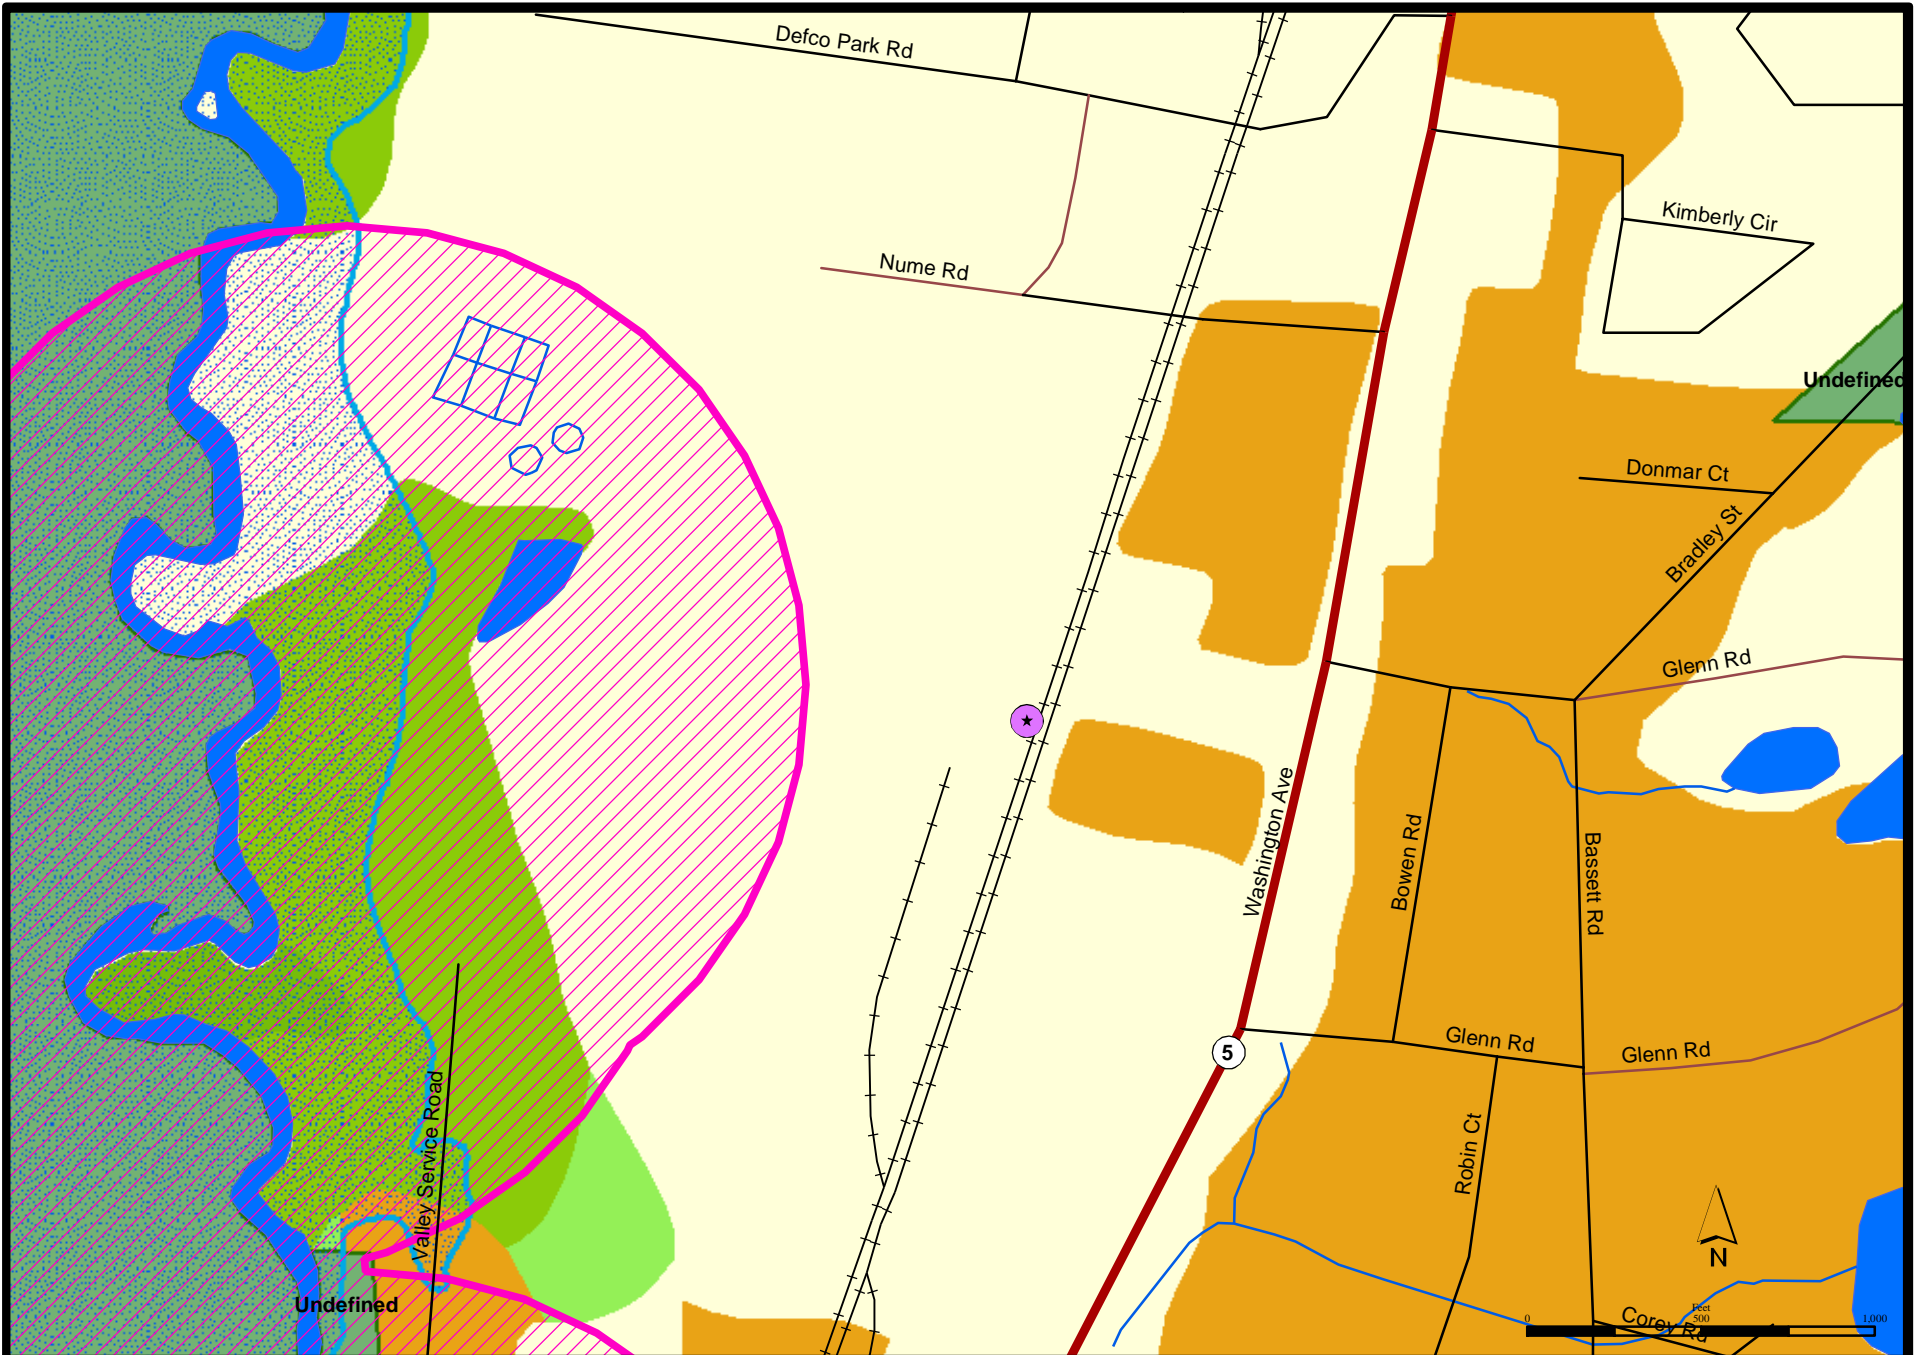 Defco Park Rd
Kimberly Cir
Nume Rd
Undefined
Donmar Ct
Bradley St
Glenn Rd
Washington Ave
Bowen Rd
Bassett Rd
Glenn Rd
Glenn Rd
5
Valley Service Road
Robin Ct
N
Undefined
Feet
0 500 1,000
Corey Rd